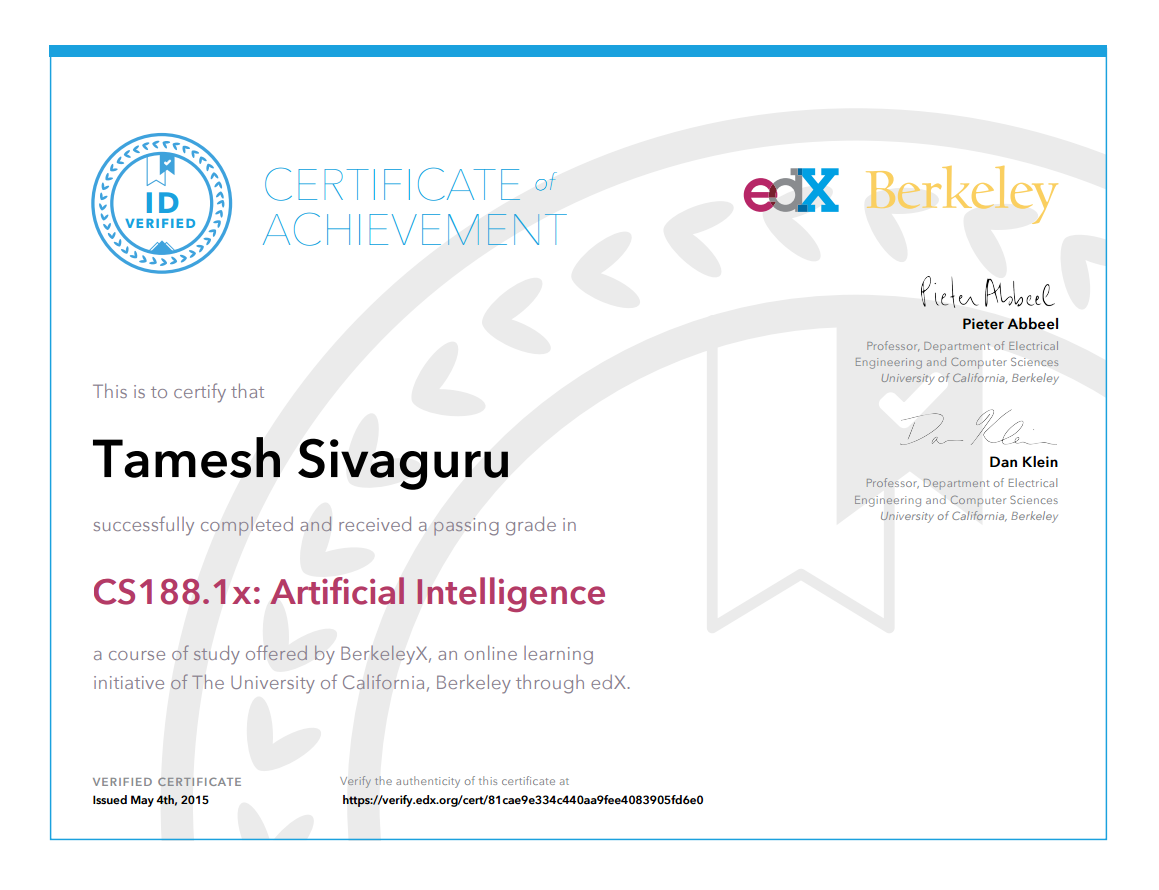 ID
VERIFIED
CERTIFICATE of
ACHIEVEMENT
edX
Berkeley
Pieter Abbeel
Pieter Abbeel
Professor, Department of Electrical
Engineering and Computer Sciences
University of California, Berkeley
Dan Klein
Dan Klein
Professor, Department of Electrical
Engineering and Computer Sciences
University of California, Berkeley
This is to certify that
Tamesh Sivaguru
successfully completed and received a passing grade in
CS188.1x: Artificial Intelligence
a course of study offered by BerkeleyX, an online learning
initiative of The University of California, Berkeley through edX.
VERIFIED CERTIFICATE
Issued May 4th, 2015
Verify the authenticity of this certificate at
https://verify.edx.org/cert/81cae9e334c440aa9fee4083905fd6e0